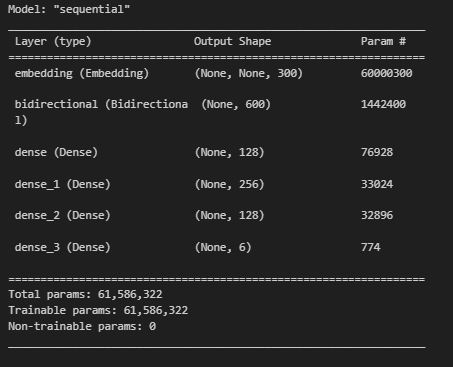 Model: "sequential"
_________________________________________________________________
Layer (type) Output Shape Param #
=================================================================
embedding (Embedding) (None, None, 300) 60000300
bidirectional (Bidirectiona (None, 600) 1442400
l)
dense (Dense) (None, 128) 76928
dense_1 (Dense) (None, 256) 33024
dense_2 (Dense) (None, 128) 32896
dense_3 (Dense) (None, 6) 774
=================================================================
Total params: 61,586,322
Trainable params: 61,586,322
Non-trainable params: 0
_________________________________________________________________